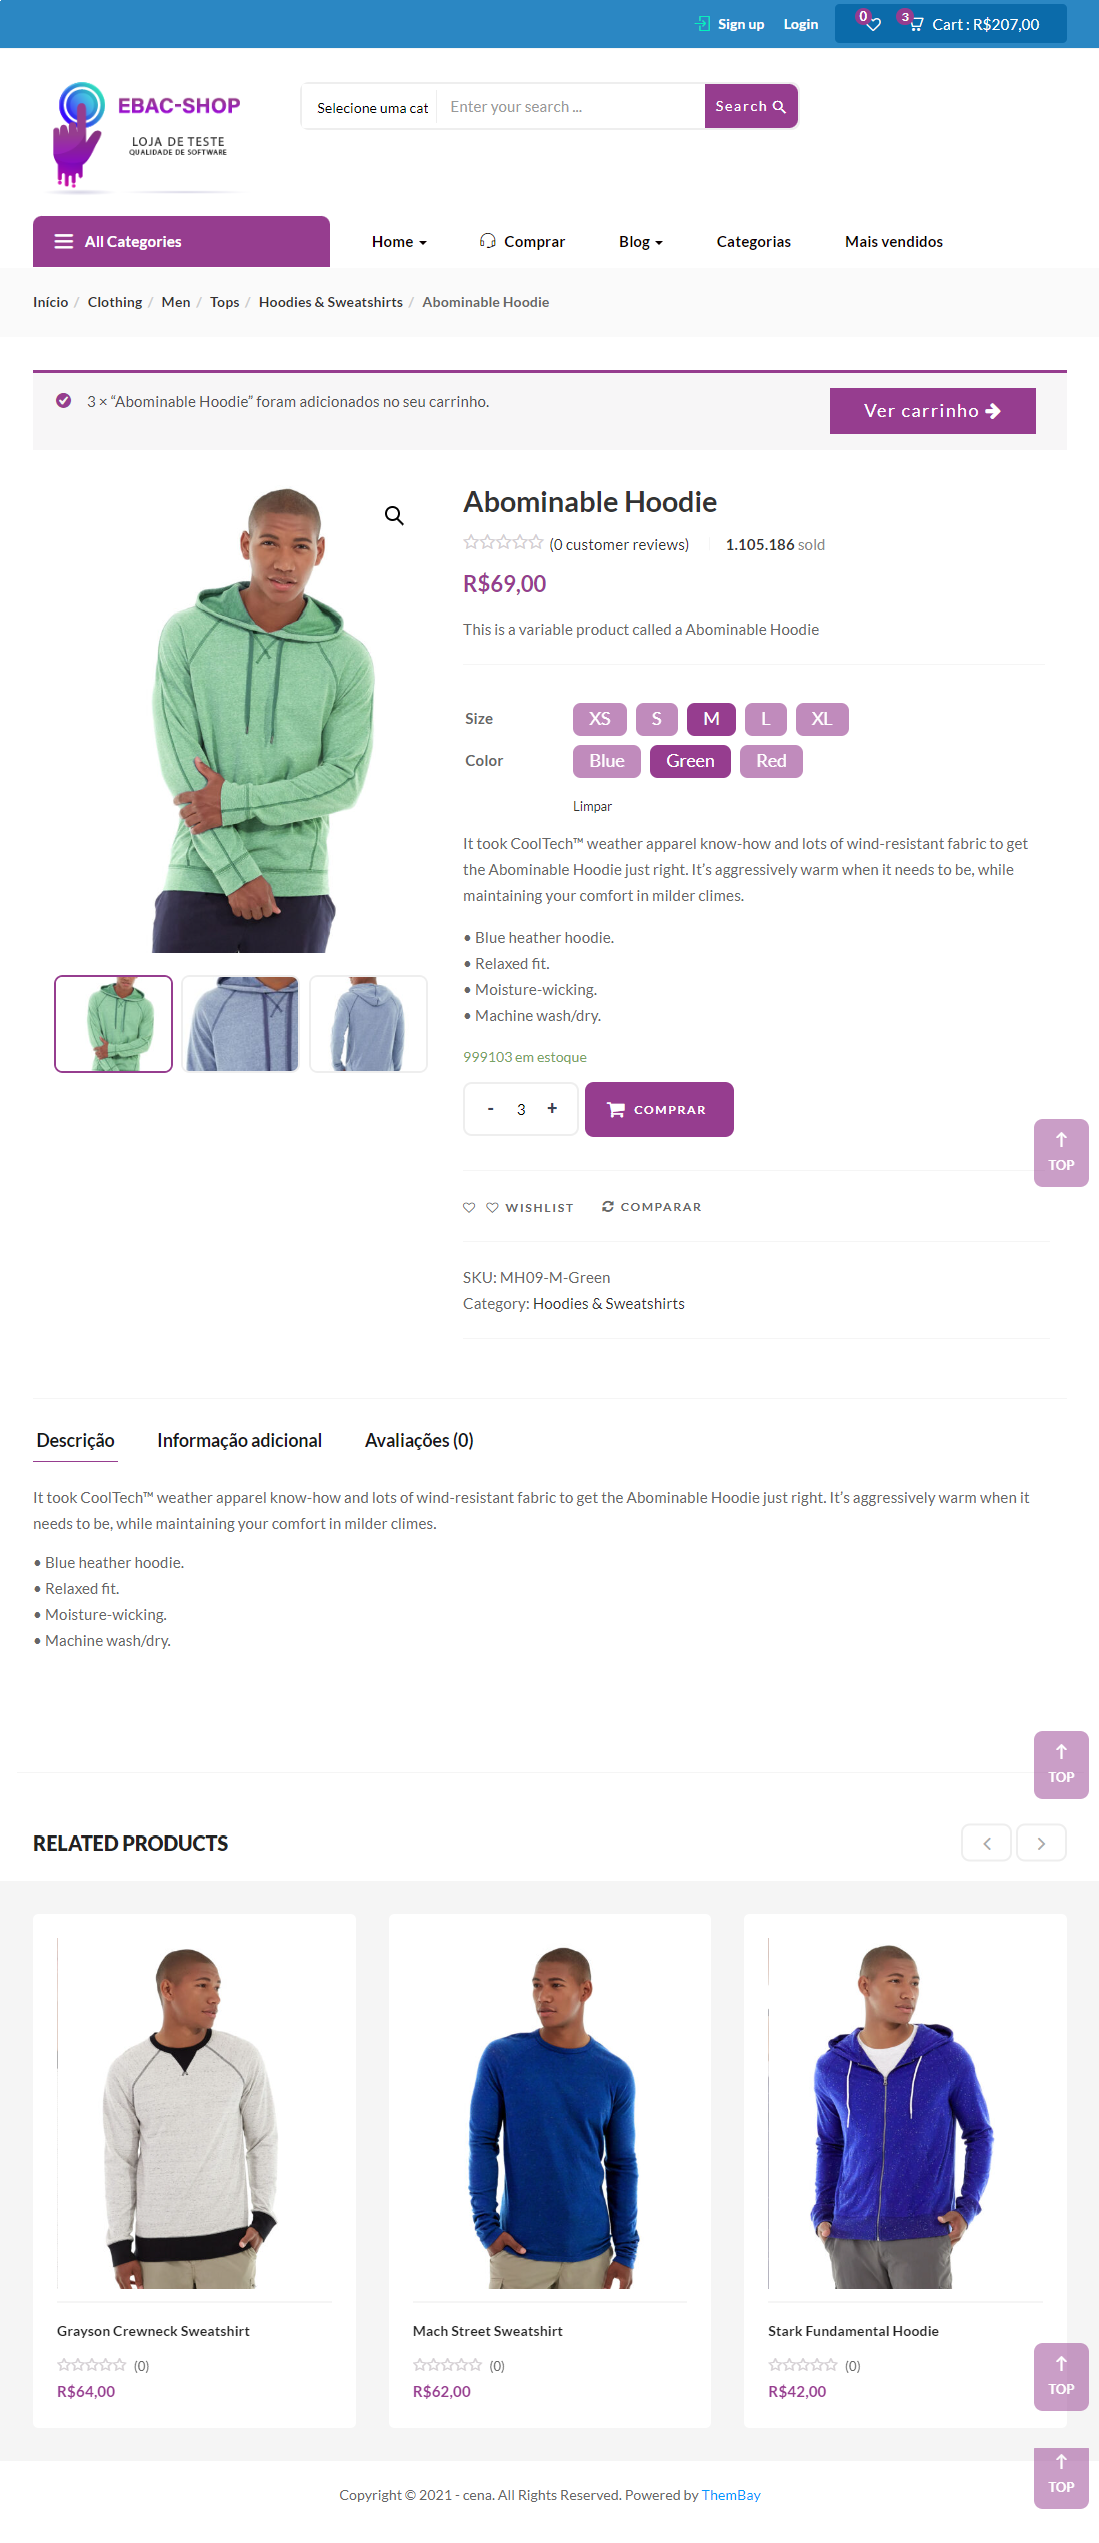 Sign up Login 0 3 Cart : R$207,00
EBAC-SHOP
LOJA DE TESTE
QUALIDADE DE SOFTWARE
Selecione uma cat Enter your search ... Search
All Categories Home Comprar Blog Categorias Mais vendidos
Início / Clothing / Men / Tops / Hoodies & Sweatshirts / Abominable Hoodie
3 × “Abominable Hoodie” foram adicionados no seu carrinho. Ver carrinho
Abominable Hoodie
(0 customer reviews) 1.105.186 sold
R$69,00
This is a variable product called a Abominable Hoodie
Size XS S M L XL
Color Blue Green Red
Limpar
It took CoolTech™ weather apparel know-how and lots of wind-resistant fabric to get
the Abominable Hoodie just right. It’s aggressively warm when it needs to be, while
maintaining your comfort in milder climes.
• Blue heather hoodie.
• Relaxed fit.
• Moisture-wicking.
• Machine wash/dry.
999103 em estoque
- 3 + COMPRAR
TOP
WISHLIST COMPARAR
SKU: MH09-M-Green
Category: Hoodies & Sweatshirts
Descrição Informação adicional Avaliações (0)
It took CoolTech™ weather apparel know-how and lots of wind-resistant fabric to get the Abominable Hoodie just right. It’s aggressively warm when it
needs to be, while maintaining your comfort in milder climes.
• Blue heather hoodie.
• Relaxed fit.
• Moisture-wicking.
• Machine wash/dry.
TOP
RELATED PRODUCTS
Grayson Crewneck Sweatshirt
(0)
R$64,00
Mach Street Sweatshirt
(0)
R$62,00
Stark Fundamental Hoodie
(0)
R$42,00
TOP
TOP
Copyright © 2021 - cena. All Rights Reserved. Powered by ThemBay